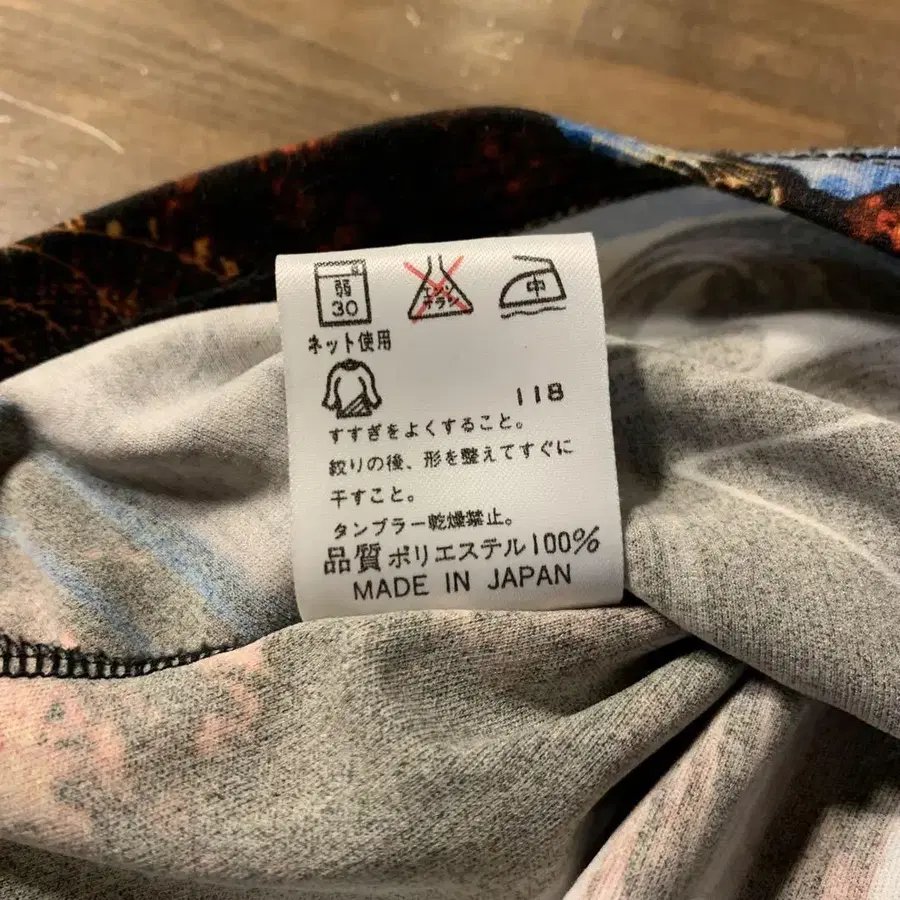 弱
30
エンソ
サラシ
中
ネット使用
118
すすぎをよくすること。
絞りの後、形を整えてすぐに
干すこと。
タンブラー乾燥禁止。
品質 ポリエステル100%
MADE IN JAPAN